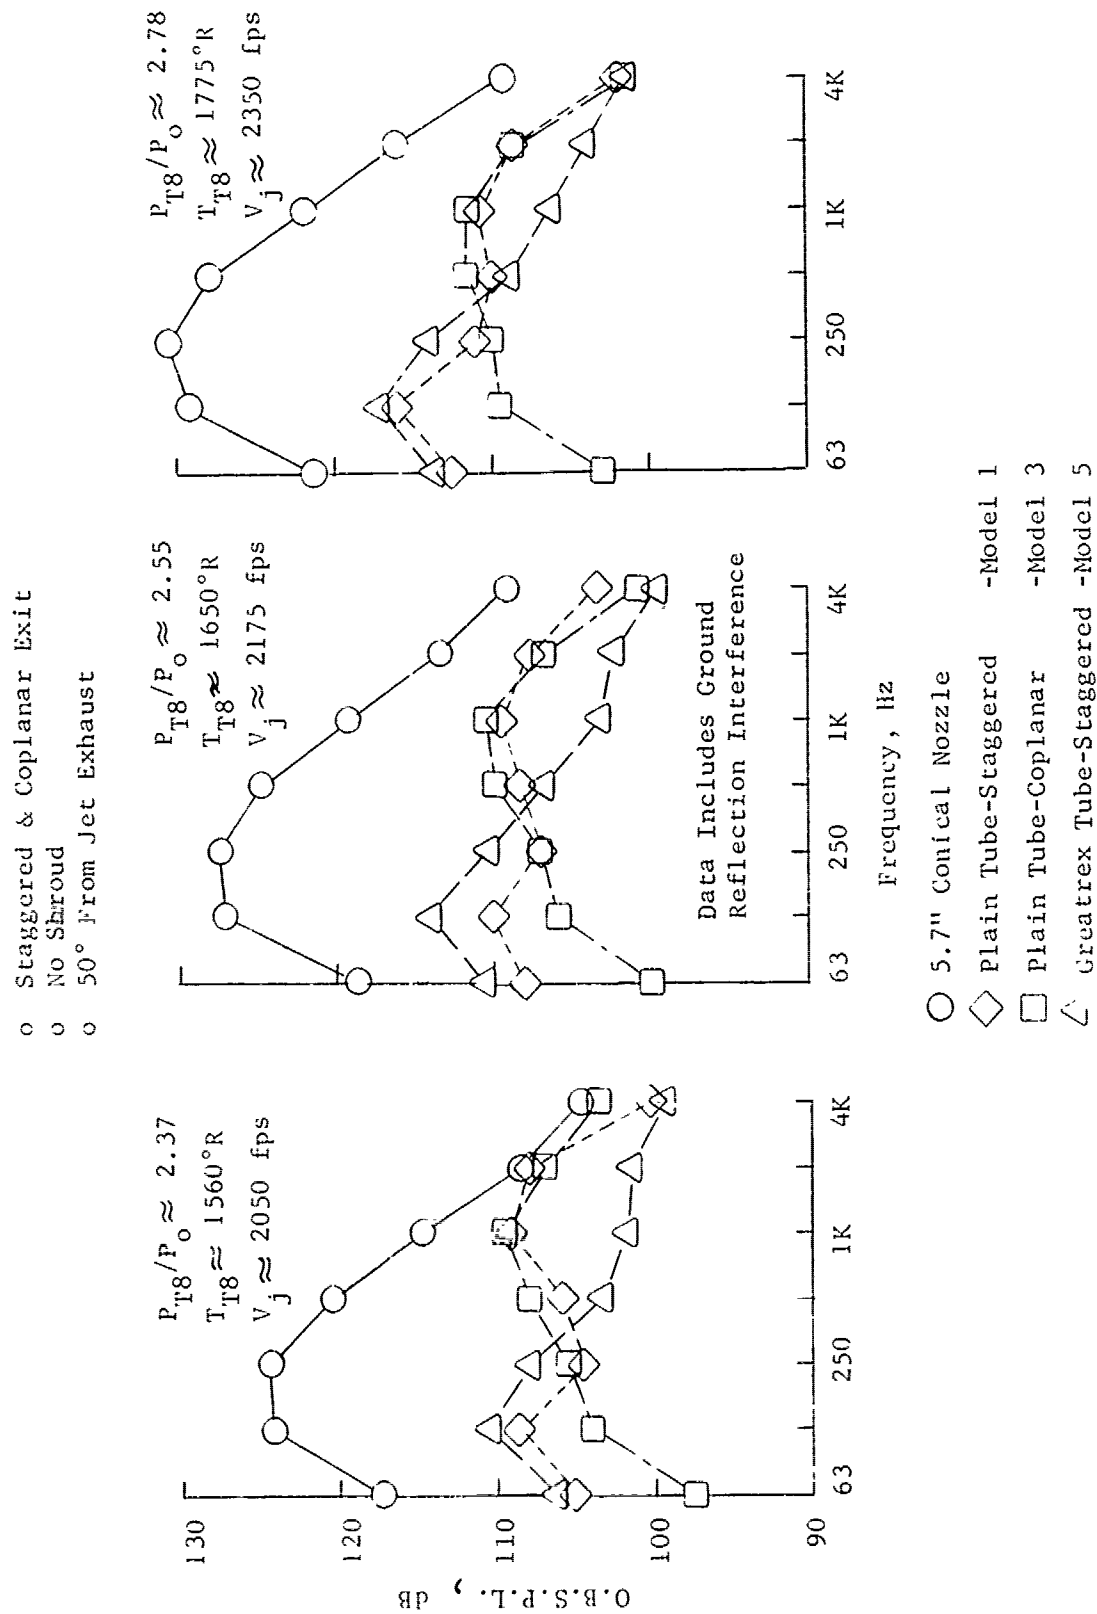 o Staggered & Coplanar Exit
o No Shroud
o 50° From Jet Exhaust
P_T8/P_o ≈ 2.37
T_T8 ≈ 1560°R
V_j ≈ 2050 fps
P_T8/P_o ≈ 2.55
T_T8 ≈ 1650°R
V_j ≈ 2175 fps
P_T8/P_o ≈ 2.78
T_T8 ≈ 1775°R
V_j ≈ 2350 fps
O.B.S.P.L., dB
130
120
110
100
90
63 250 1K 4K
63 250 1K 4K
63 250 1K 4K
Data Includes Ground
Reflection Interference
Frequency, Hz
5.7" Conical Nozzle
Plain Tube-Staggered -Model 1
Plain Tube-Coplanar -Model 3
Greatrex Tube-Staggered -Model 5